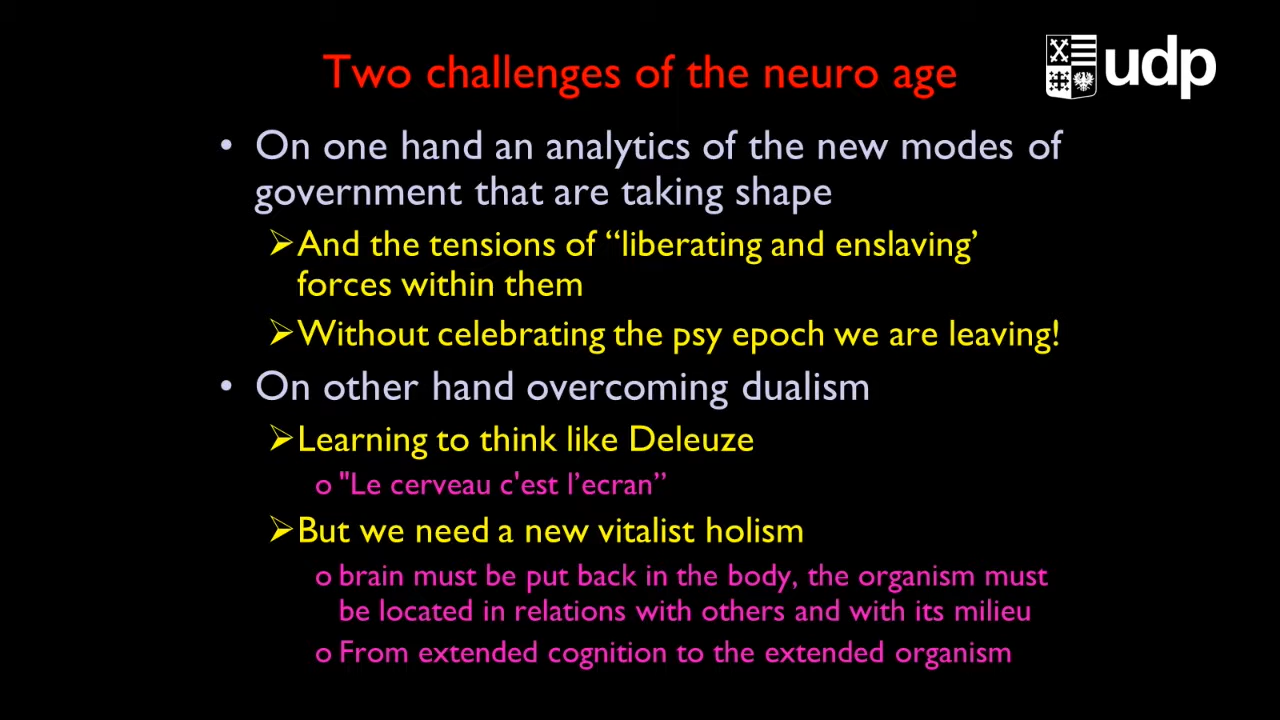 Two challenges of the neuro age
udp
• On one hand an analytics of the new modes of
government that are taking shape
➢And the tensions of “liberating and enslaving’
forces within them
➢Without celebrating the psy epoch we are leaving!
• On other hand overcoming dualism
➢Learning to think like Deleuze
o "Le cerveau c'est l’ecran”
➢But we need a new vitalist holism
o brain must be put back in the body, the organism must
be located in relations with others and with its milieu
o From extended cognition to the extended organism